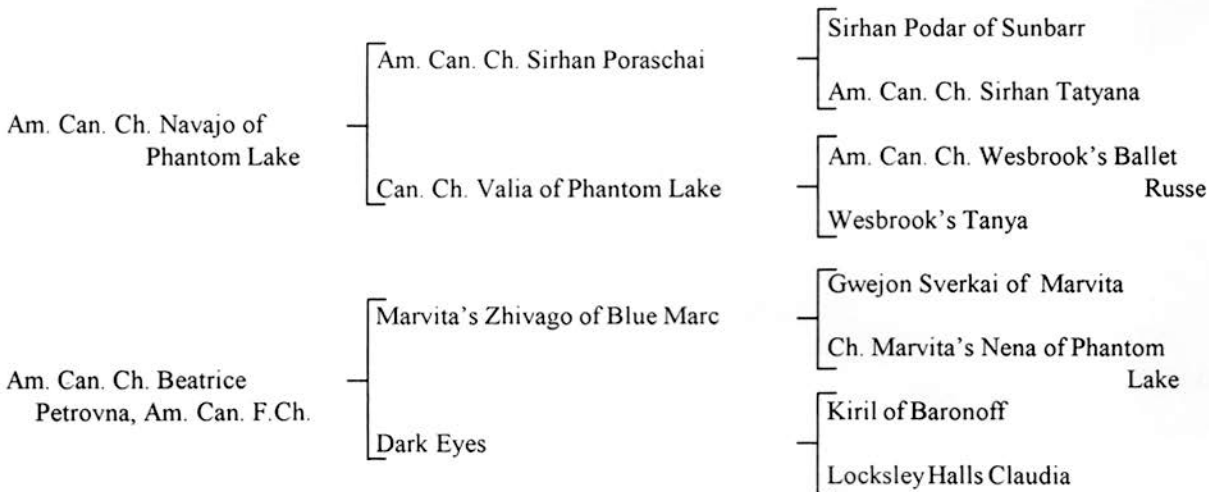 Sirhan Podar of Sunbarr
Am. Can. Ch. Sirhan Poraschai
Am. Can. Ch. Sirhan Tatyana
Am. Can. Ch. Navajo of
Phantom Lake
Am. Can. Ch. Wesbrook's Ballet
Russe
Can. Ch. Valia of Phantom Lake
Wesbrook's Tanya
Gwejon Sverkai of Marvita
Marvita's Zhivago of Blue Marc
Ch. Marvita's Nena of Phantom
Lake
Am. Can. Ch. Beatrice
Petrovna, Am. Can. F.Ch.
Kiril of Baronoff
Dark Eyes
Locksley Halls Claudia